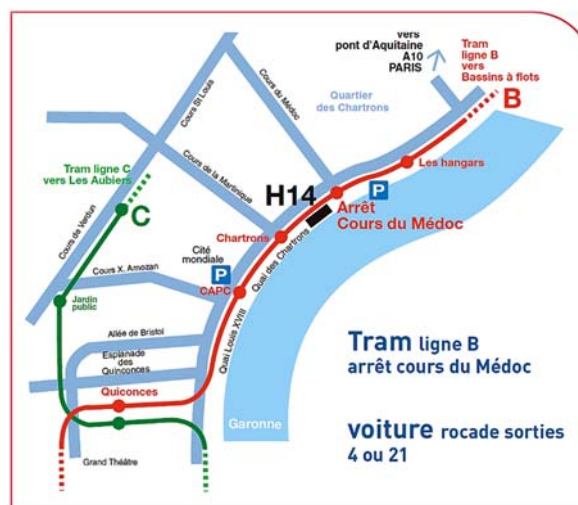 vers
pont d'Aquitaine
A10
PARIS
Tram
ligne B
vers
Bassins à flots
B
Quartier
des Chartrons
Cours St Louis
Cours du Médoc
Tram ligne C
vers Les Aubiers
C
Cours de la Martinique
Les hangars
H14
P
Arrêt
Cours du Médoc
Cours de Verdun
Chartrons
Quai des Chartrons
Cité
mondiale
P
CAPC
Cours X. Arnozan
Jardin
public
Quai Louis XVIII
Allée de Bristol
Esplanade
des
Quinconces
Quiconces
Garonne
Grand Théâtre
Tram ligne B
arrêt cours du Médoc
voiture rocade sorties
4 ou 21